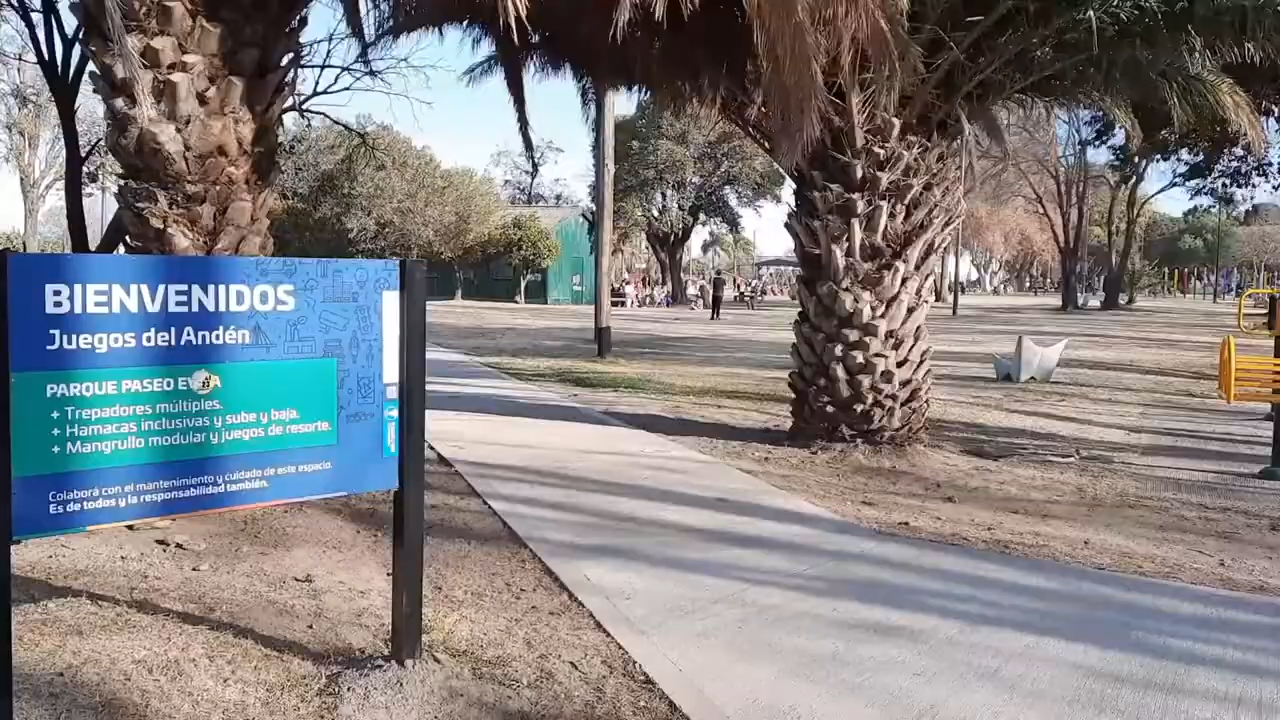 BIENVENIDOS
Juegos del Andén
PARQUE PASEO
+ Trepadores múltiples.
+ Hamacas inclusivas y sube y baja.
+ Mangrullo modular y juegos de resorte.
Colaborá con el mantenimiento y cuidado de este espacio.
Es de todos y la responsabilidad también.